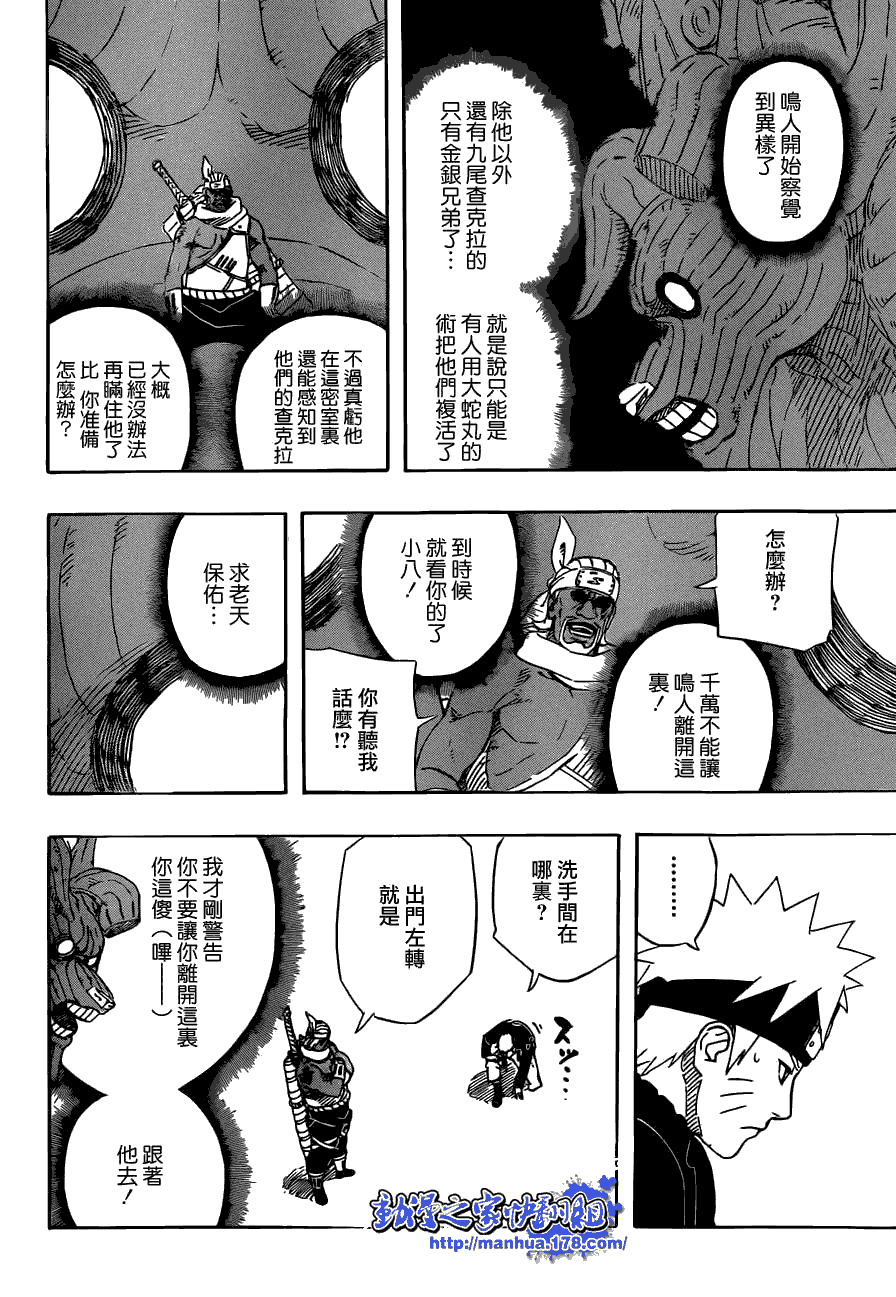 鳴人開始察覺
到異樣了
除他以外
還有九尾查克拉的
只有金銀兄弟了…
就是說只能是
有人用大蛇丸的
術把他們複活了
不過真虧他
在這密室裏
還能感知到
他們的查克拉
大概
已經沒辦法
再瞞住他了
比 你准備
怎麼辦?
怎麼辦?
千萬不能讓
鳴人離開這
裏!
到時候
就看你的了
小八!
你有聽我
話麼!?
求老天
保佑…
………
洗手間在
哪裏?
スッ…
出門左轉
就是
我才剛警告
你不要讓你離開這裏
你這傻（嗶——）
跟著
他去!
動漫之家快翻組
http://manhua.178.com/